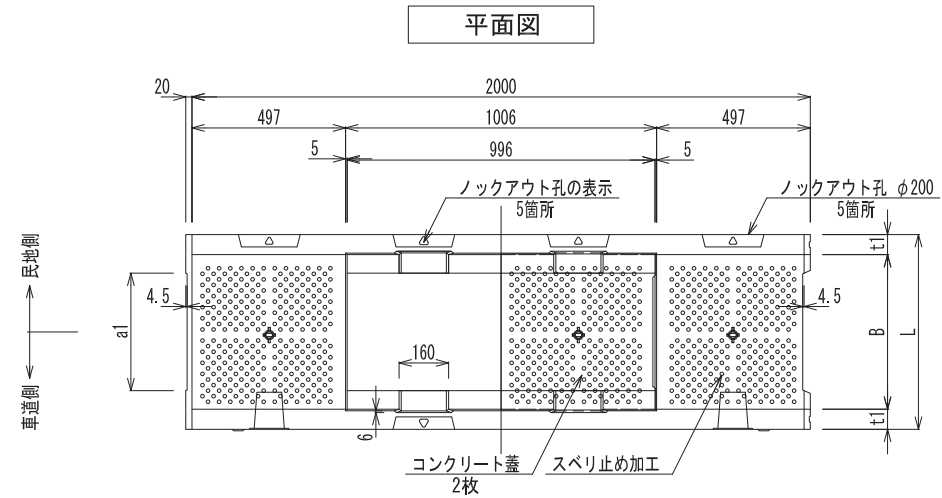 平面図
20
2000
497
1006
497
5
996
5
ノックアウト孔の表示
5箇所
ノックアウト孔 φ200
5箇所
民地側
車道側
4.5
a1
160
6
4.5
t1
B
L
t1
コンクリート蓋
2枚
スベリ止め加工